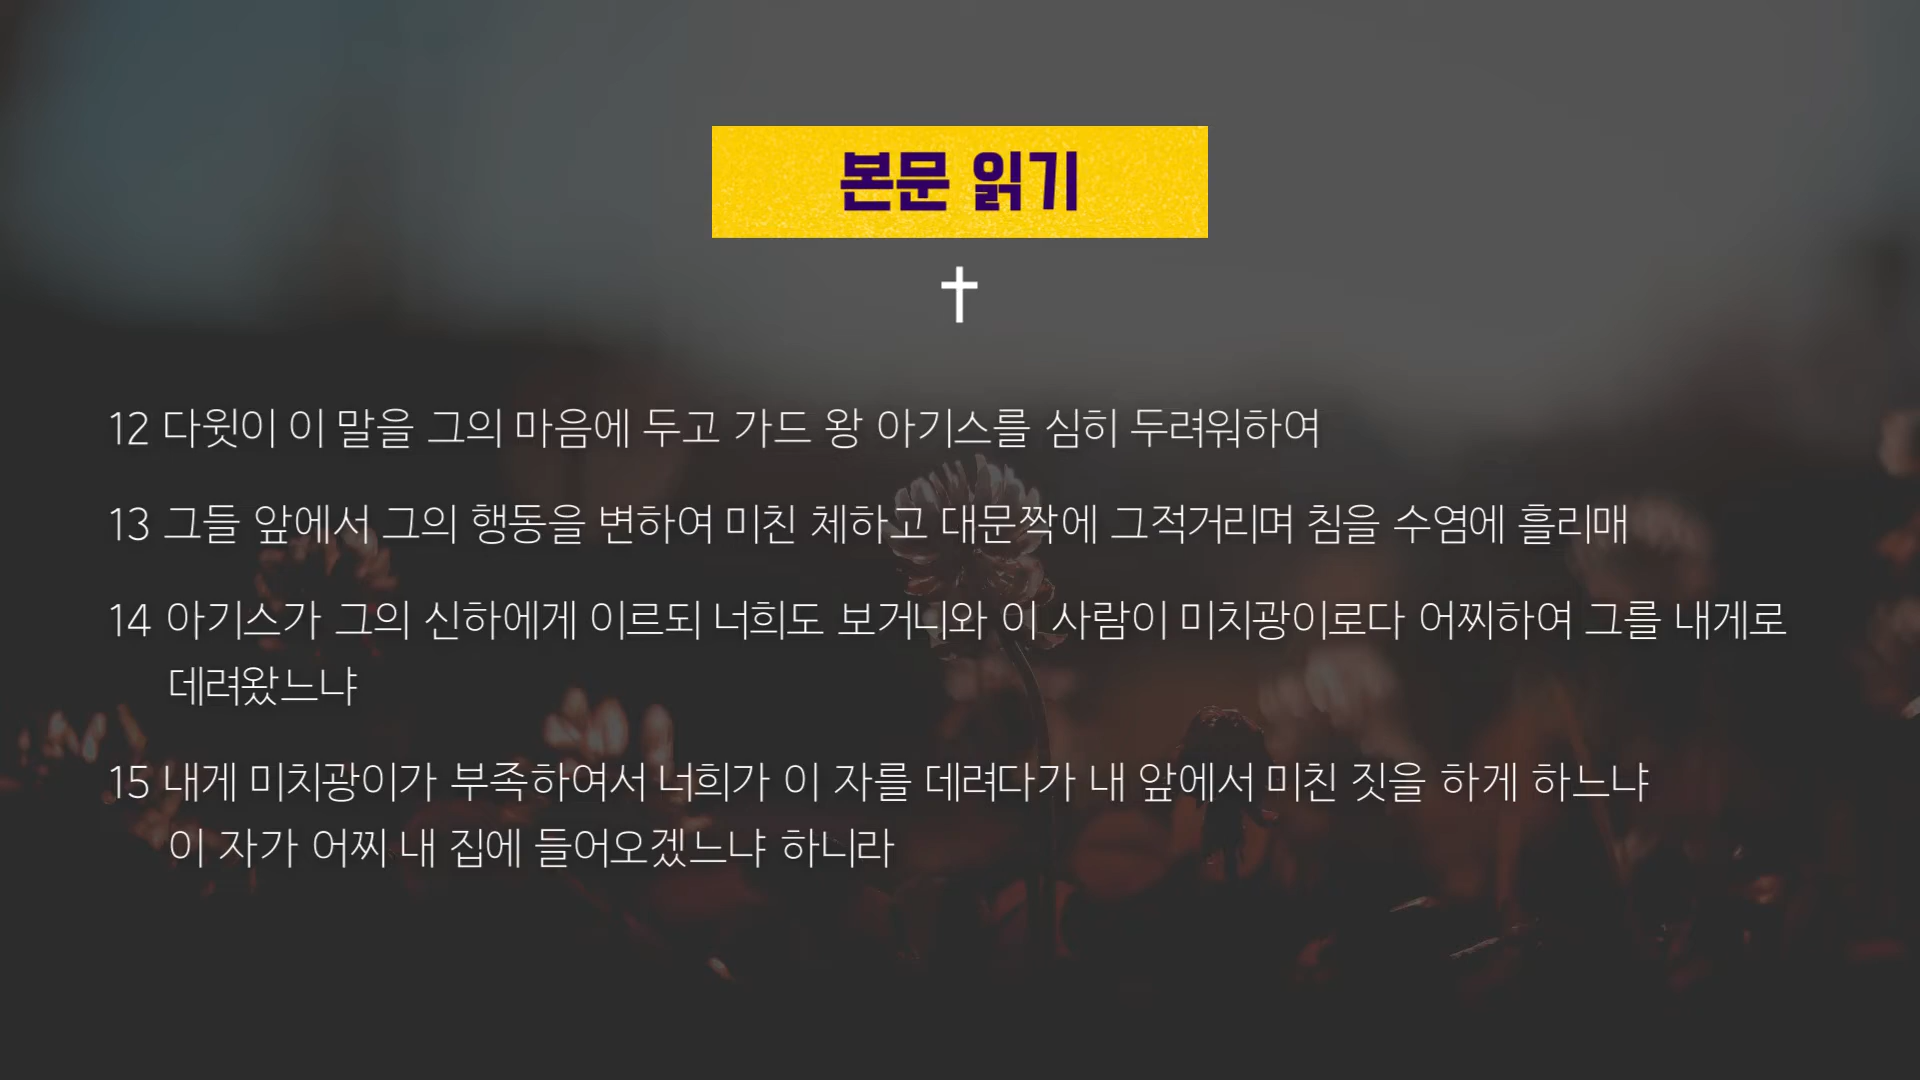 본문 읽기
12 다윗이 이 말을 그의 마음에 두고 가드 왕 아기스를 심히 두려워하여
13 그들 앞에서 그의 행동을 변하여 미친 체하고 대문짝에 그적거리며 침을 수염에 흘리매
14 아기스가 그의 신하에게 이르되 너희도 보거니와 이 사람이 미치광이로다 어찌하여 그를 내게로
데려왔느냐
15 내게 미치광이가 부족하여서 너희가 이 자를 데려다가 내 앞에서 미친 짓을 하게 하느냐
이 자가 어찌 내 집에 들어오겠느냐 하니라